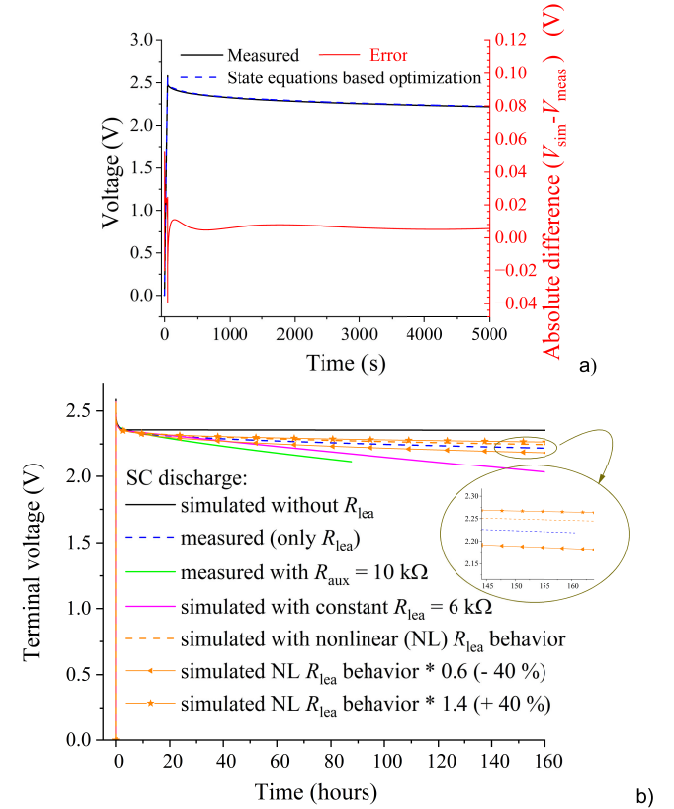 3.0
2.5
2.0
1.5
1.0
0.5
0.0
Voltage (V)
Measured Error
State equations based optimization
0.12
0.10
0.08
0.06
0.04
0.02
0.00
−0.02
0.04
Absolute difference (Vsim-Vmeas) (V)
0 1000 2000 3000 4000 5000
Time (s)
a)
2.5
2.0
1.5
1.0
0.5
0.0
Terminal voltage (V)
SC discharge:
simulated without Rlea
measured (only Rlea)
measured with Raux = 10 kΩ
simulated with constant Rlea = 6 kΩ
simulated with nonlinear (NL) Rlea behavior
simulated NL Rlea behavior * 0.6 (- 40 %)
simulated NL Rlea behavior * 1.4 (+ 40 %)
2.30
2.25
2.20
2.15
145 150 155 160
0 20 40 60 80 100 120 140 160
Time (hours)
b)